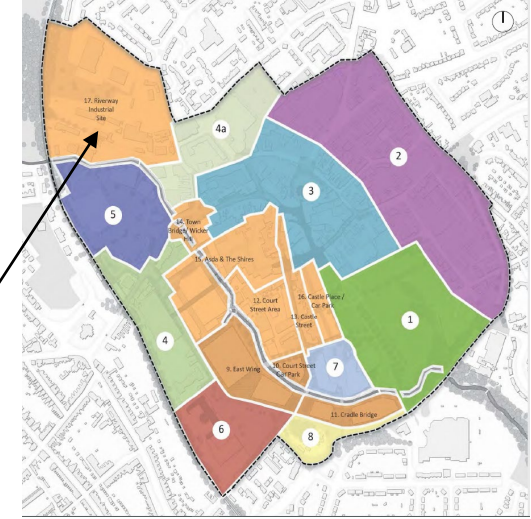 17. Riverway
Industrial
Site
4a
2
3
5
14. Town
Bridge/ Wicker
Hill
15. Asda & The Shires
12. Court
Street Area
16. Castle Place /
Car Park
13. Castle
Street
1
4
9. East Wing
10. Court Street
Car Park
7
11. Cradle Bridge
6
8